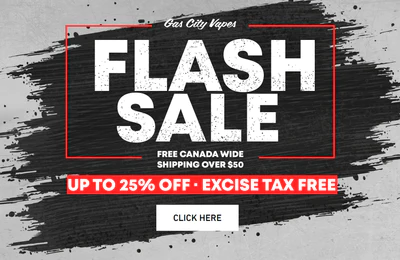 Gas City Vapes
FLASH
SALE
FREE CANADA WIDE
SHIPPING OVER $50
UP TO 25% OFF · EXCISE TAX FREE
CLICK HERE